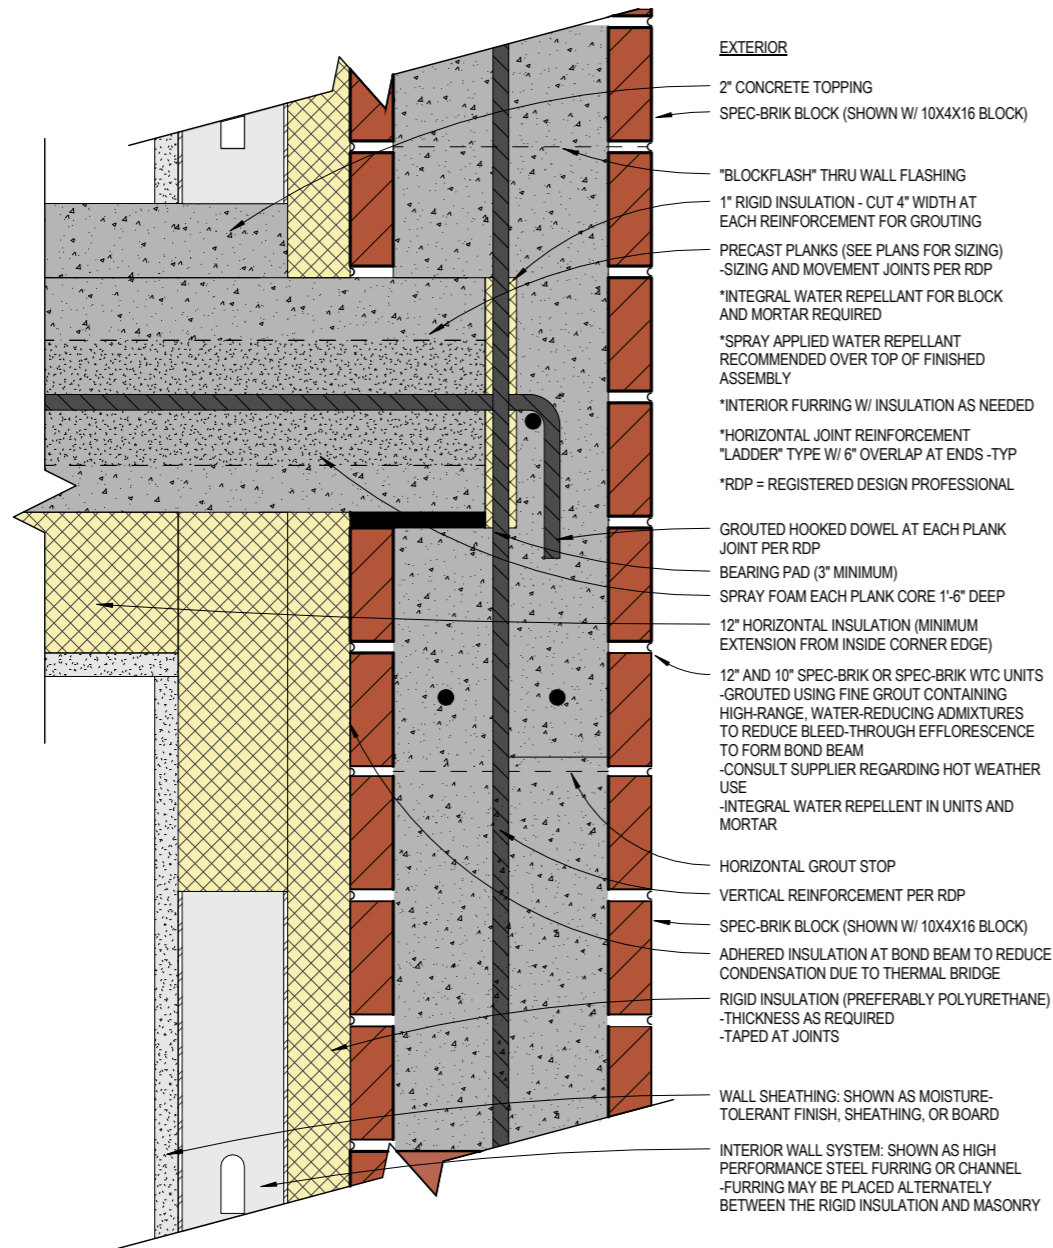 EXTERIOR
2" CONCRETE TOPPING
SPEC-BRIK BLOCK (SHOWN W/ 10X4X16 BLOCK)
"BLOCKFLASH" THRU WALL FLASHING
1" RIGID INSULATION - CUT 4" WIDTH AT
EACH REINFORCEMENT FOR GROUTING
PRECAST PLANKS (SEE PLANS FOR SIZING)
-SIZING AND MOVEMENT JOINTS PER RDP
*INTEGRAL WATER REPELLANT FOR BLOCK
AND MORTAR REQUIRED
*SPRAY APPLIED WATER REPELLANT
RECOMMENDED OVER TOP OF FINISHED
ASSEMBLY
*INTERIOR FURRING W/ INSULATION AS NEEDED
*HORIZONTAL JOINT REINFORCEMENT
"LADDER" TYPE W/ 6" OVERLAP AT ENDS -TYP
*RDP = REGISTERED DESIGN PROFESSIONAL
GROUTED HOOKED DOWEL AT EACH PLANK
JOINT PER RDP
BEARING PAD (3" MINIMUM)
SPRAY FOAM EACH PLANK CORE 1'-6" DEEP
12" HORIZONTAL INSULATION (MINIMUM
EXTENSION FROM INSIDE CORNER EDGE)
12" AND 10" SPEC-BRIK OR SPEC-BRIK WTC UNITS
-GROUTED USING FINE GROUT CONTAINING
HIGH-RANGE, WATER-REDUCING ADMIXTURES
TO REDUCE BLEED-THROUGH EFFLORESCENCE
TO FORM BOND BEAM
-CONSULT SUPPLIER REGARDING HOT WEATHER
USE
-INTEGRAL WATER REPELLENT IN UNITS AND
MORTAR
HORIZONTAL GROUT STOP
VERTICAL REINFORCEMENT PER RDP
SPEC-BRIK BLOCK (SHOWN W/ 10X4X16 BLOCK)
ADHERED INSULATION AT BOND BEAM TO REDUCE
CONDENSATION DUE TO THERMAL BRIDGE
RIGID INSULATION (PREFERABLY POLYURETHANE)
-THICKNESS AS REQUIRED
-TAPED AT JOINTS
WALL SHEATHING: SHOWN AS MOISTURE-
TOLERANT FINISH, SHEATHING, OR BOARD
INTERIOR WALL SYSTEM: SHOWN AS HIGH
PERFORMANCE STEEL FURRING OR CHANNEL
-FURRING MAY BE PLACED ALTERNATELY
BETWEEN THE RIGID INSULATION AND MASONRY